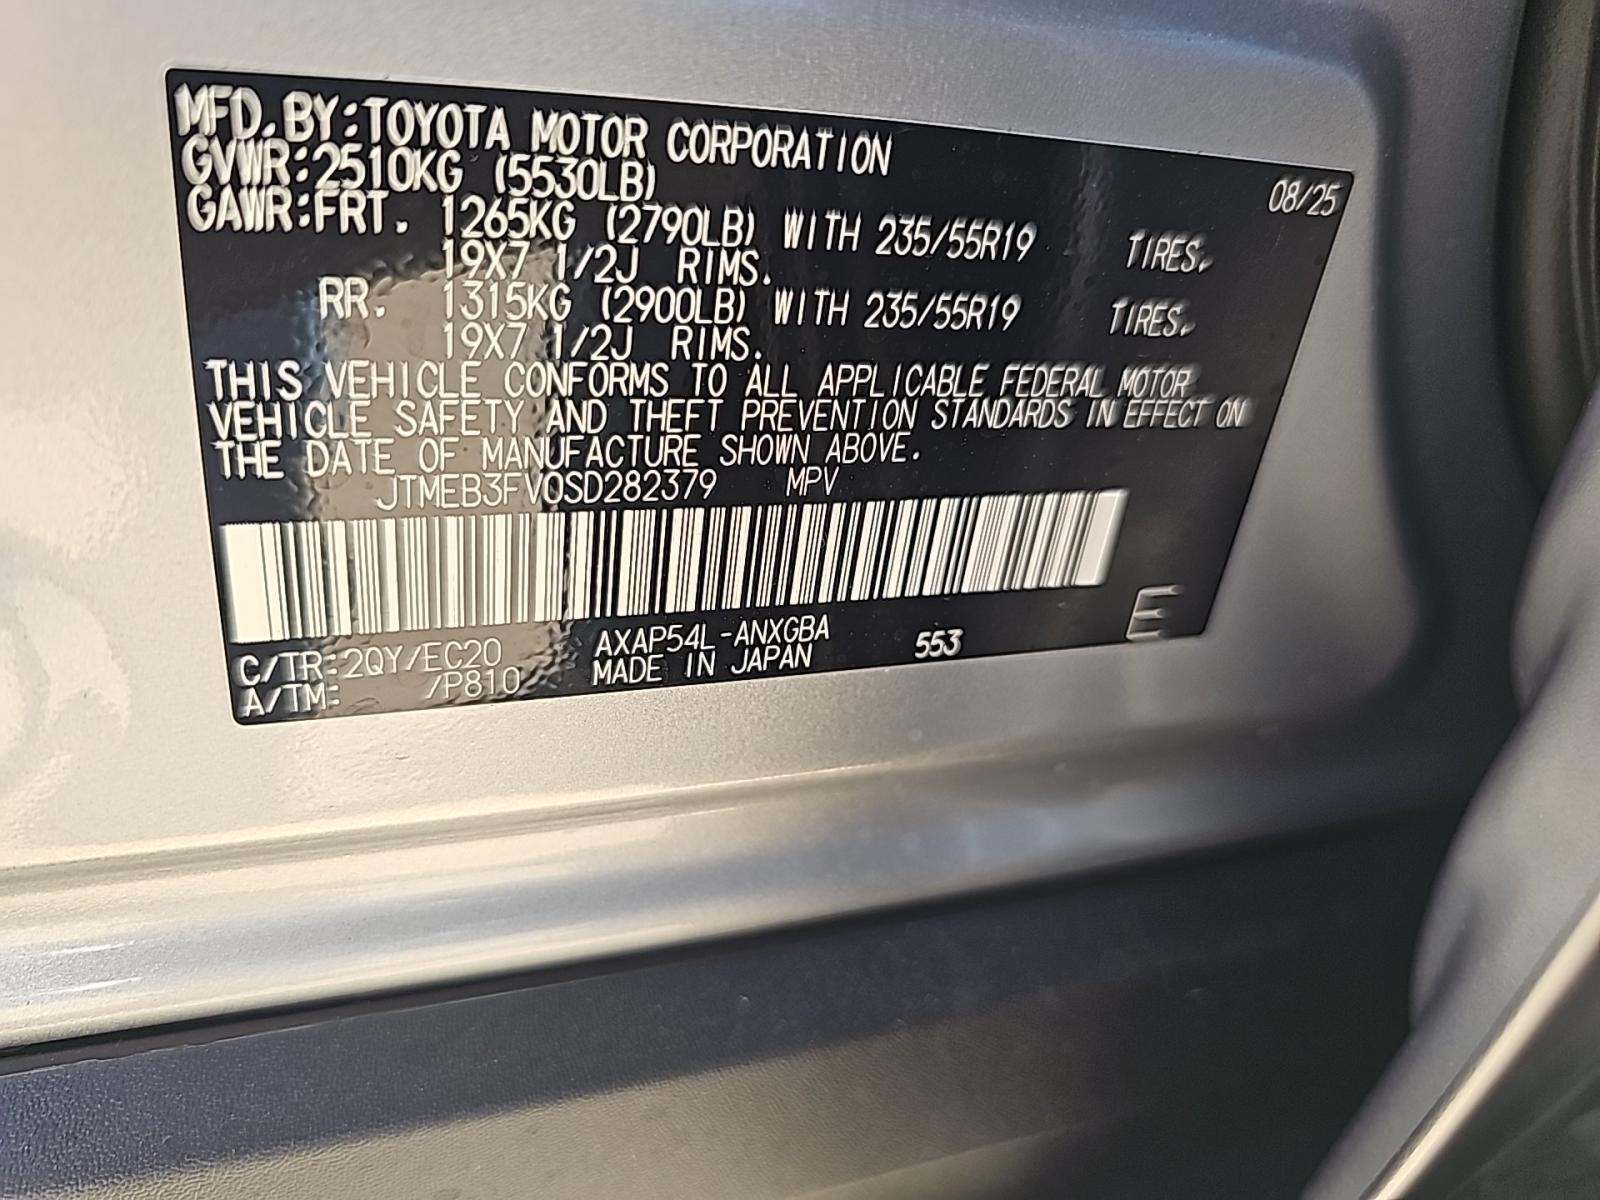 MFD. BY:TOYOTA MOTOR CORPORATION 08/25
GVWR:2510KG (5530LB)
GAWR:FRT. 1265KG (2790LB) WITH 235/55R19 TIRES,
19X7 1/2J RIMS.
RR. 1315KG (2900LB) WITH 235/55R19 TIRES,
19X7 1/2J RIMS.
THIS VEHICLE CONFORMS TO ALL APPLICABLE FEDERAL MOTOR
VEHICLE SAFETY AND THEFT PREVENTION STANDARDS IN EFFECT ON
THE DATE OF MANUFACTURE SHOWN ABOVE.
JTMEB3FV0SD282379 MPV
C/TR:2QY/EC20 AXAP54L-ANXGBA 553 E
A/TM: /P810 MADE IN JAPAN